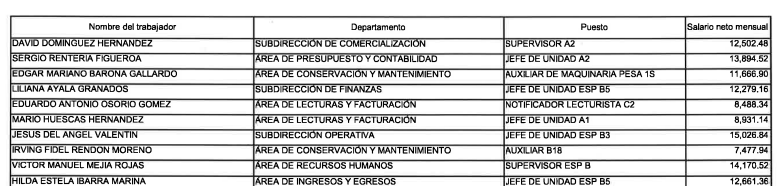 Nombre del trabajador Departamento Puesto Salario neto mensual
DAVID DOMINGUEZ HERNANDEZ SUBDIRECCIÓN DE COMERCIALIZACIÓN SUPERVISOR A2 12,502.48
SERGIO RENTERIA FIGUEROA ÁREA DE PRESUPUESTO Y CONTABILIDAD JEFE DE UNIDAD A2 13,894.52
EDGAR MARIANO BARONA GALLARDO ÁREA DE CONSERVACIÓN Y MANTENIMIENTO AUXILIAR DE MAQUINARIA PESA 1S 11,666.90
LILIANA AYALA GRANADOS SUBDIRECCIÓN DE FINANZAS JEFE DE UNIDAD ESP B5 12,279.16
EDUARDO ANTONIO OSORIO GOMEZ ÁREA DE LECTURAS Y FACTURACIÓN NOTIFICADOR LECTURISTA C2 8,488.34
MARIO HUESCAS HERNANDEZ ÁREA DE LECTURAS Y FACTURACIÓN JEFE DE UNIDAD A1 8,931.14
JESUS DEL ANGEL VALENTIN SUBDIRECCIÓN OPERATIVA JEFE DE UNIDAD ESP B3 15,026.84
IRVING FIDEL RENDON MORENO ÁREA DE CONSERVACIÓN Y MANTENIMIENTO AUXILIAR B18 7,477.94
VICTOR MANUEL MEJIA ROJAS ÁREA DE RECURSOS HUMANOS SUPERVISOR ESP B 14,170.52
HILDA ESTELA IBARRA MARINA ÁREA DE INGRESOS Y EGRESOS JEFE DE UNIDAD ESP B5 12,661.36